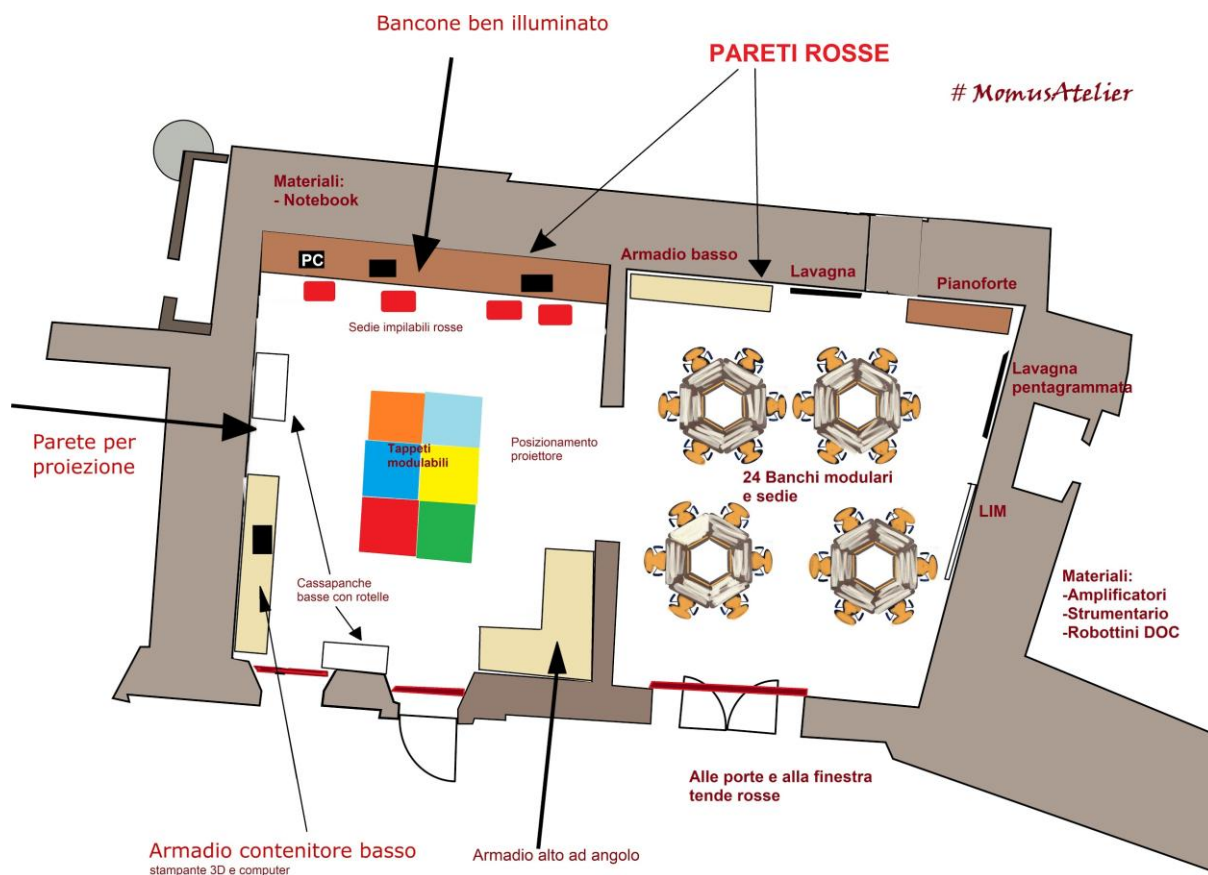 Bancone ben illuminato
PARETI ROSSE
# MomusAtelier
Materiali:
- Notebook
Armadio basso
Lavagna
Pianoforte
PC
Sedie impilabili rosse
Lavagna
pentagrammata
Parete per
proiezione
Tappeti
modulabili
Posizionamento
proiettore
24 Banchi modulari
e sedie
LIM
Cassapanche
basse con rotelle
Materiali:
-Amplificatori
-Strumentario
-Robottini DOC
Alle porte e alla finestra
tende rosse
Armadio contenitore basso
stampante 3D e computer
Armadio alto ad angolo